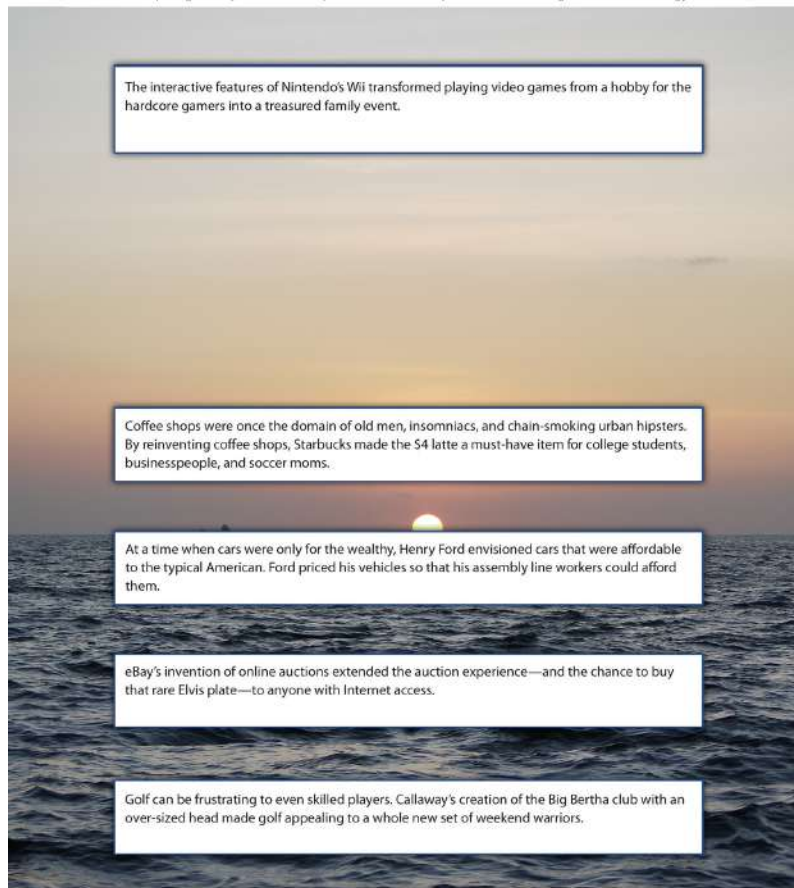 The interactive features of Nintendo's Wii transformed playing video games from a hobby for the
hardcore gamers into a treasured family event.
Coffee shops were once the domain of old men, insomniacs, and chain-smoking urban hipsters.
By reinventing coffee shops, Starbucks made the $4 latte a must-have item for college students,
businesspeople, and soccer moms.
At a time when cars were only for the wealthy, Henry Ford envisioned cars that were affordable
to the typical American. Ford priced his vehicles so that his assembly line workers could afford
them.
eBay's invention of online auctions extended the auction experience—and the chance to buy
that rare Elvis plate—to anyone with Internet access.
Golf can be frustrating to even skilled players. Callaway's creation of the Big Bertha club with an
over-sized head made golf appealing to a whole new set of weekend warriors.